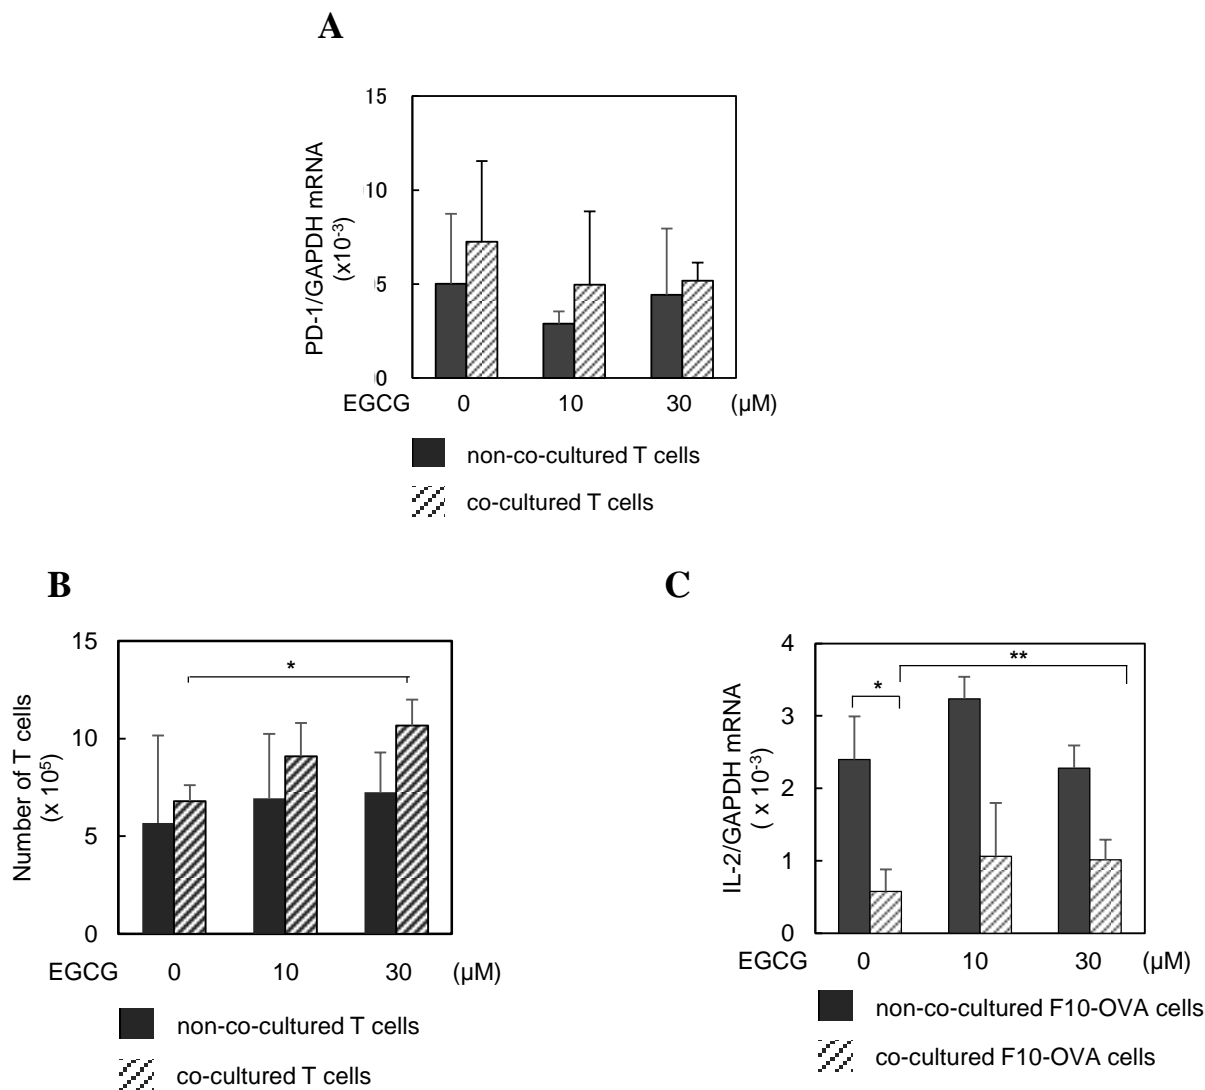 A
PD-1/GAPDH mRNA
(x10-3)
15
10
5
0
EGCG 0 10 30 (μM)
non-co-cultured T cells
co-cultured T cells
B
Number of T cells
(x 10⁵)
15
10
5
0
*
EGCG 0 10 30 (μM)
non-co-cultured T cells
co-cultured T cells
C
IL-2/GAPDH mRNA
( x 10-3)
4
3
2
1
0
*
**
EGCG 0 10 30 (μM)
non-co-cultured F10-OVA cells
co-cultured F10-OVA cells